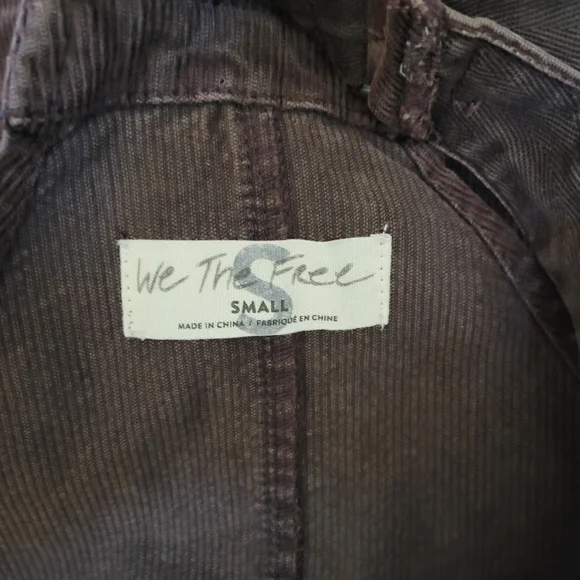 We The Free
S
SMALL
MADE IN CHINA / FABRIQUÉ EN CHINE